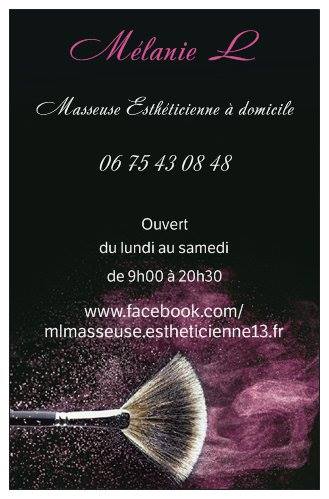 Mélanie L
Masseuse Esthéticienne à domicile
06 75 43 08 48
Ouvert
du lundi au samedi
de 9h00 à 20h30
www.facebook.com/
mlmasseuse.estheticienne13.fr